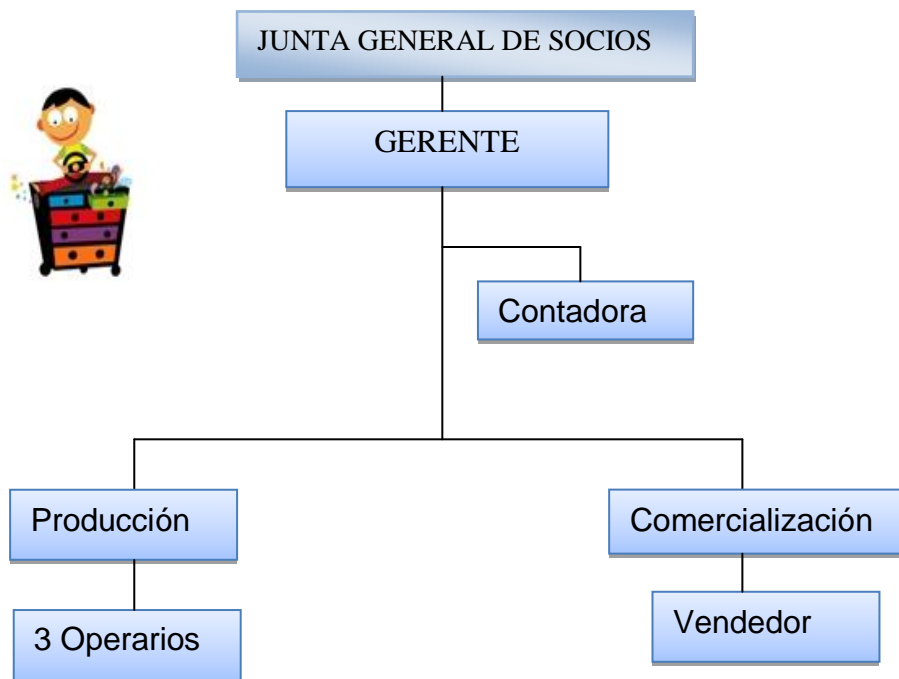 JUNTA GENERAL DE SOCIOS
GERENTE
Contadora
Producción
Comercialización
3 Operarios
Vendedor